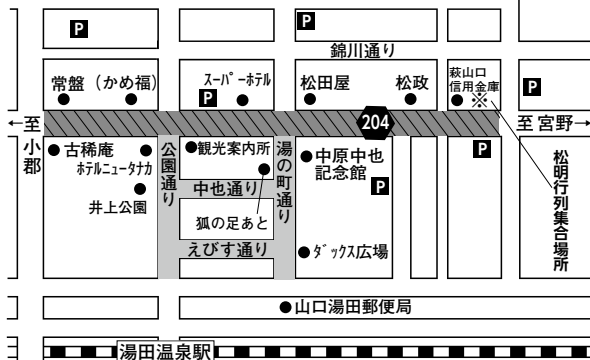 P
P
錦川通り
常盤（かめ福）
スーパーホテル
P
松田屋
松政
萩山口
信用金庫
※
P
←至
小郡
204
至 宮野→
古稀庵
ホテルニュータナカ
井上公園
公園通り
観光案内所
中也通り
狐の足あと
えびす通り
湯の町通り
中原中也
記念館
P
ダックス広場
P
松明行列集合場所
山口湯田郵便局
湯田温泉駅